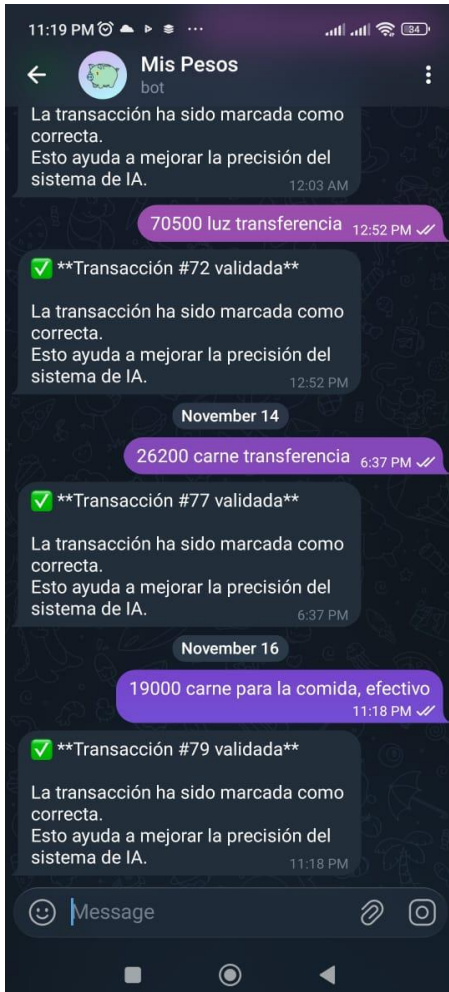 11:19 PM
34
Mis Pesos
bot
La transacción ha sido marcada como
correcta.
Esto ayuda a mejorar la precisión del
sistema de IA.
12:03 AM
70500 luz transferencia 12:52 PM
**Transacción #72 validada**
La transacción ha sido marcada como
correcta.
Esto ayuda a mejorar la precisión del
sistema de IA.
12:52 PM
November 14
26200 carne transferencia 6:37 PM
**Transacción #77 validada**
La transacción ha sido marcada como
correcta.
Esto ayuda a mejorar la precisión del
sistema de IA.
6:37 PM
November 16
19000 carne para la comida, efectivo
11:18 PM
**Transacción #79 validada**
La transacción ha sido marcada como
correcta.
Esto ayuda a mejorar la precisión del
sistema de IA.
11:18 PM
Message